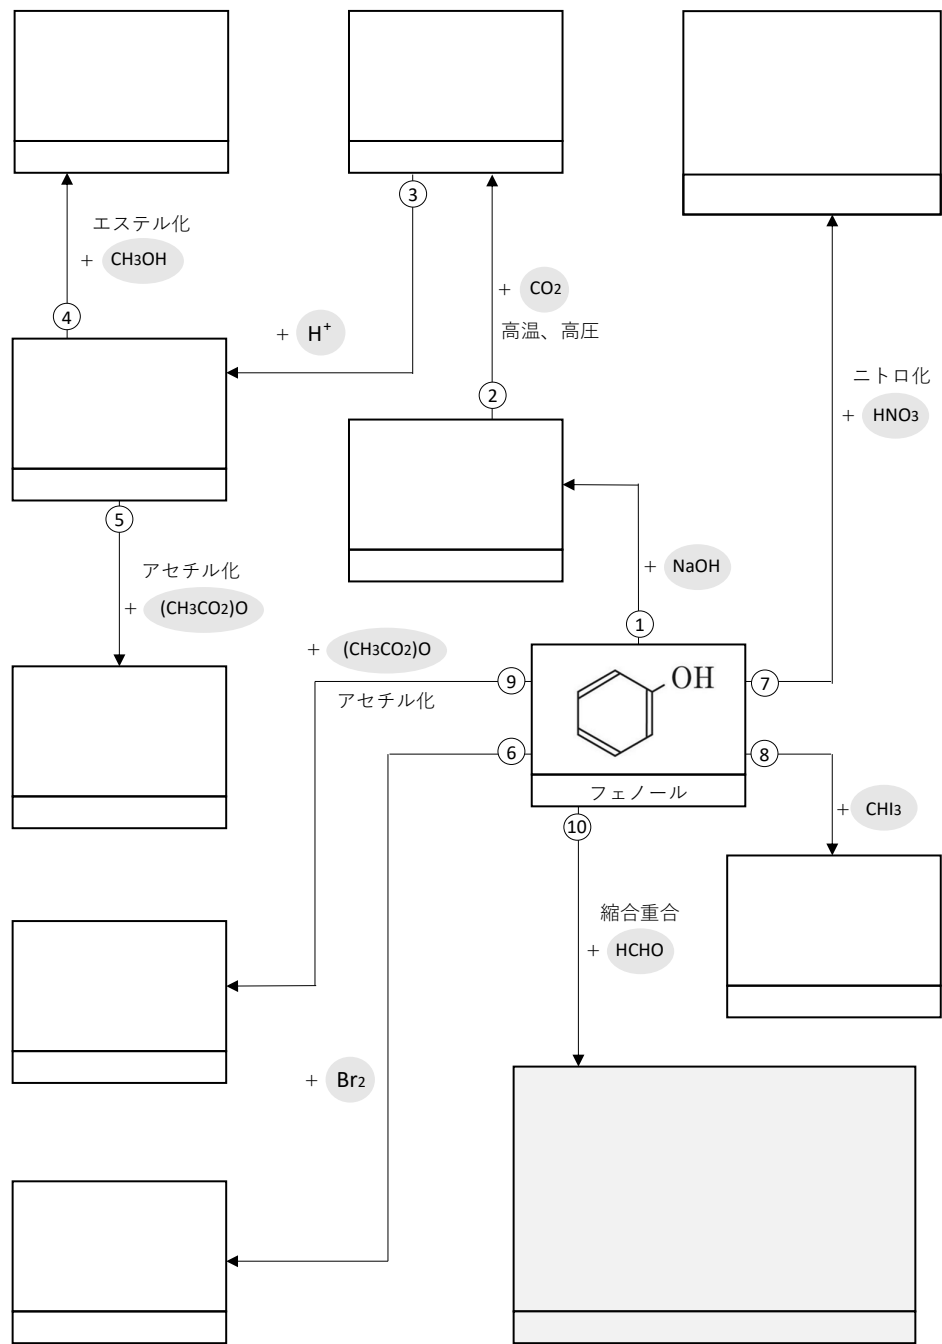 ③
エステル化
+ CH3OH
+ CO2
高温、高圧
④
+ H⁺
②
ニトロ化
+ HNO3
⑤
アセチル化
+ (CH3CO2)O
+ NaOH
①
+ (CH3CO2)O
アセチル化
⑨
OH
⑦
⑥
⑧
フェノール
⑩
+ CHI3
縮合重合
+ HCHO
+ Br2